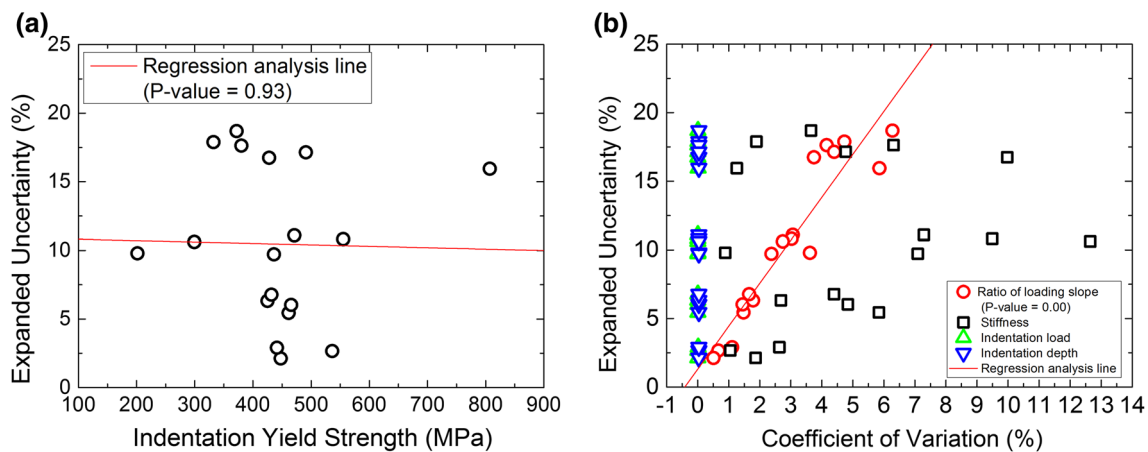 (a)
25
20
15
10
5
0
Expanded Uncertainty (%)
Regression analysis line
(P-value = 0.93)
100 200 300 400 500 600 700 800 900
Indentation Yield Strength (MPa)
(b)
25
20
15
10
5
0
Expanded Uncertainty (%)
Ratio of loading slope
(P-value = 0.00)
Stiffness
Indentation load
Indentation depth
Regression analysis line
-1 0 1 2 3 4 5 6 7 8 9 10 11 12 13 14
Coefficient of Variation (%)